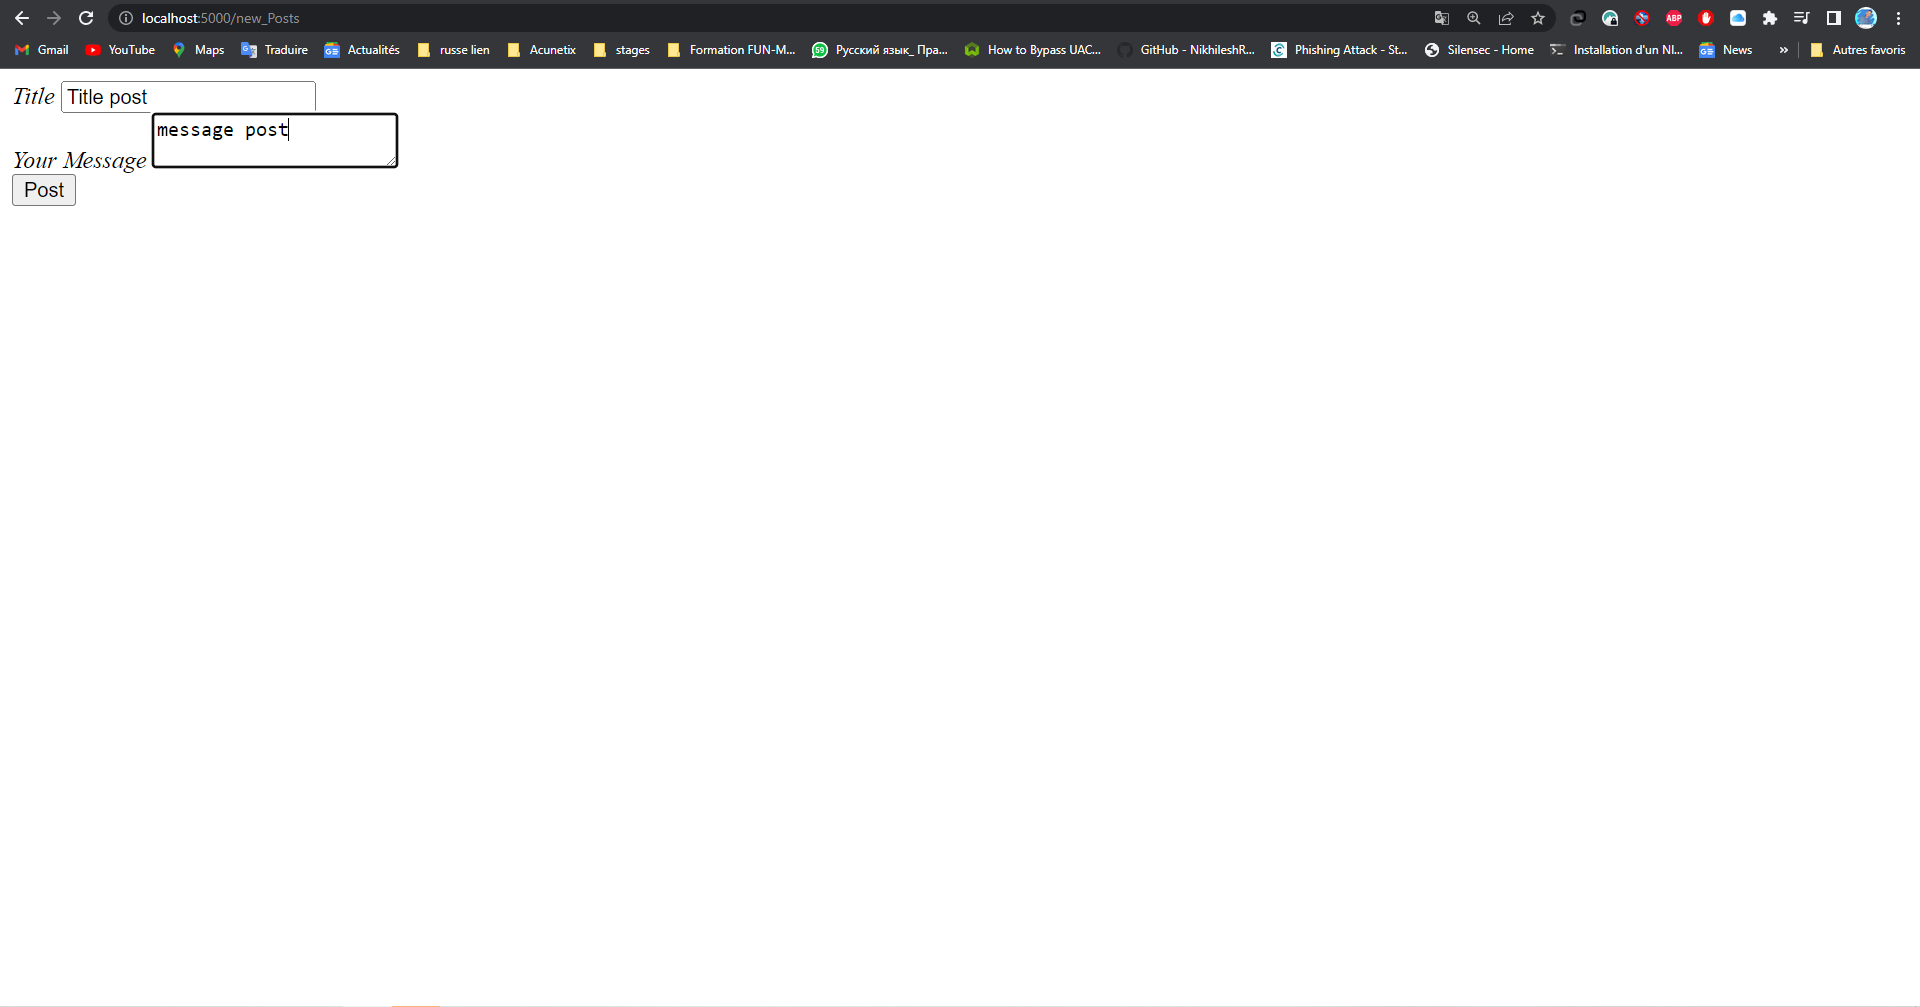 localhost:5000/new_Posts
ABP
Gmail YouTube Maps Traduire Actualités russe lien Acunetix stages Formation FUN-M... Русский язык_ Пра... How to Bypass UAC... GitHub - NikhileshR... Phishing Attack - St... Silensec - Home Installation d'un NI... News » Autres favoris
Title Title post
message post
Your Message
Post